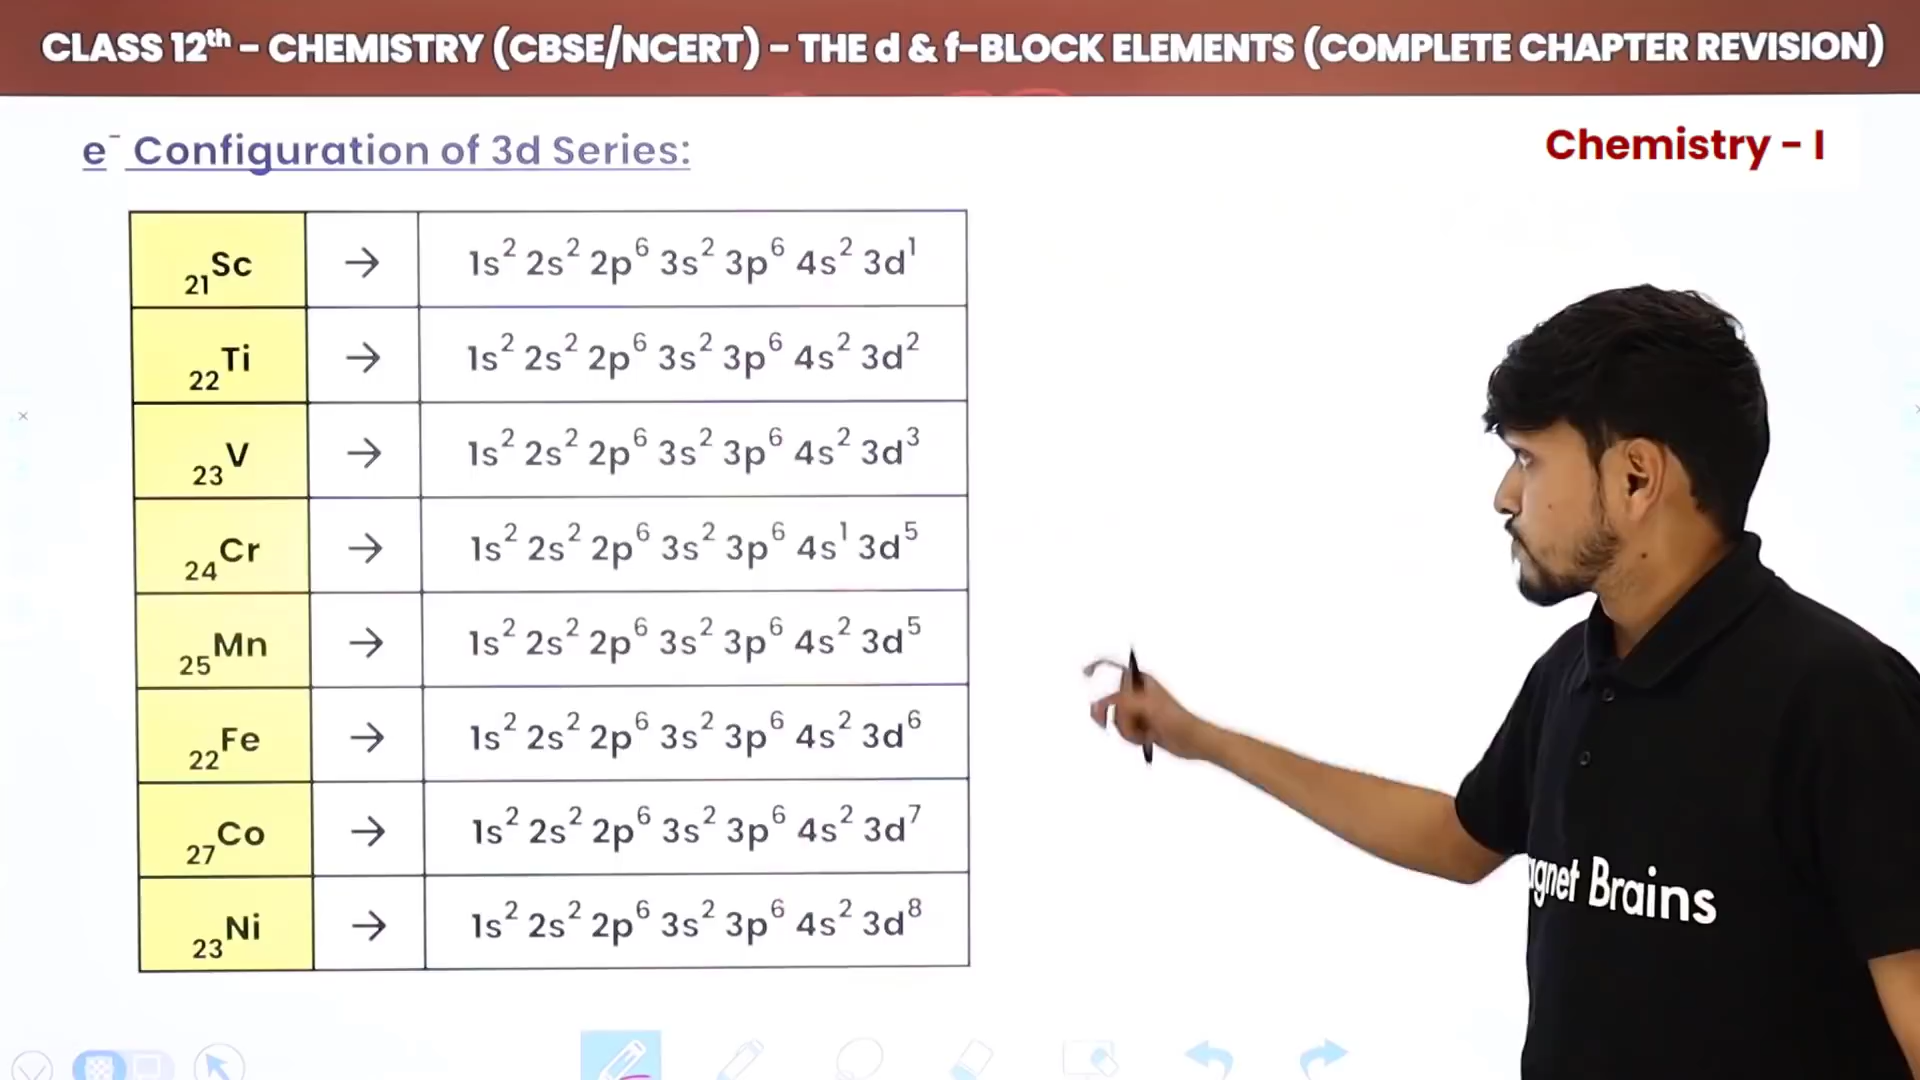 CLASS 12ᵗʰ – CHEMISTRY (CBSE/NCERT) – THE d & f–BLOCK ELEMENTS (COMPLETE CHAPTER REVISION)
e⁻ Configuration of 3d Series:
Chemistry – I
₂₁Sc → 1s² 2s² 2p⁶ 3s² 3p⁶ 4s² 3d¹
₂₂Ti → 1s² 2s² 2p⁶ 3s² 3p⁶ 4s² 3d²
₂₃V → 1s² 2s² 2p⁶ 3s² 3p⁶ 4s² 3d³
₂₄Cr → 1s² 2s² 2p⁶ 3s² 3p⁶ 4s¹ 3d⁵
₂₅Mn → 1s² 2s² 2p⁶ 3s² 3p⁶ 4s² 3d⁵
₂₂Fe → 1s² 2s² 2p⁶ 3s² 3p⁶ 4s² 3d⁶
₂₇Co → 1s² 2s² 2p⁶ 3s² 3p⁶ 4s² 3d⁷
₂₃Ni → 1s² 2s² 2p⁶ 3s² 3p⁶ 4s² 3d⁸
agnet Brains